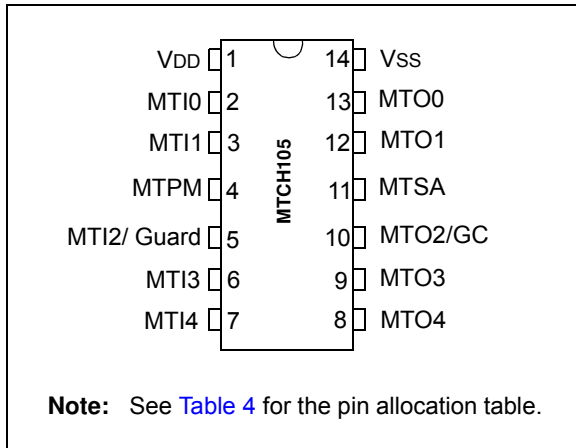 VDD 1 14 VSS
MTI0 2 13 MTO0
MTI1 3 12 MTO1
MTPM 4 11 MTSA
MTI2/ Guard 5 10 MTO2/GC
MTI3 6 9 MTO3
MTI4 7 8 MTO4
MTCH105
Note: See Table 4 for the pin allocation table.